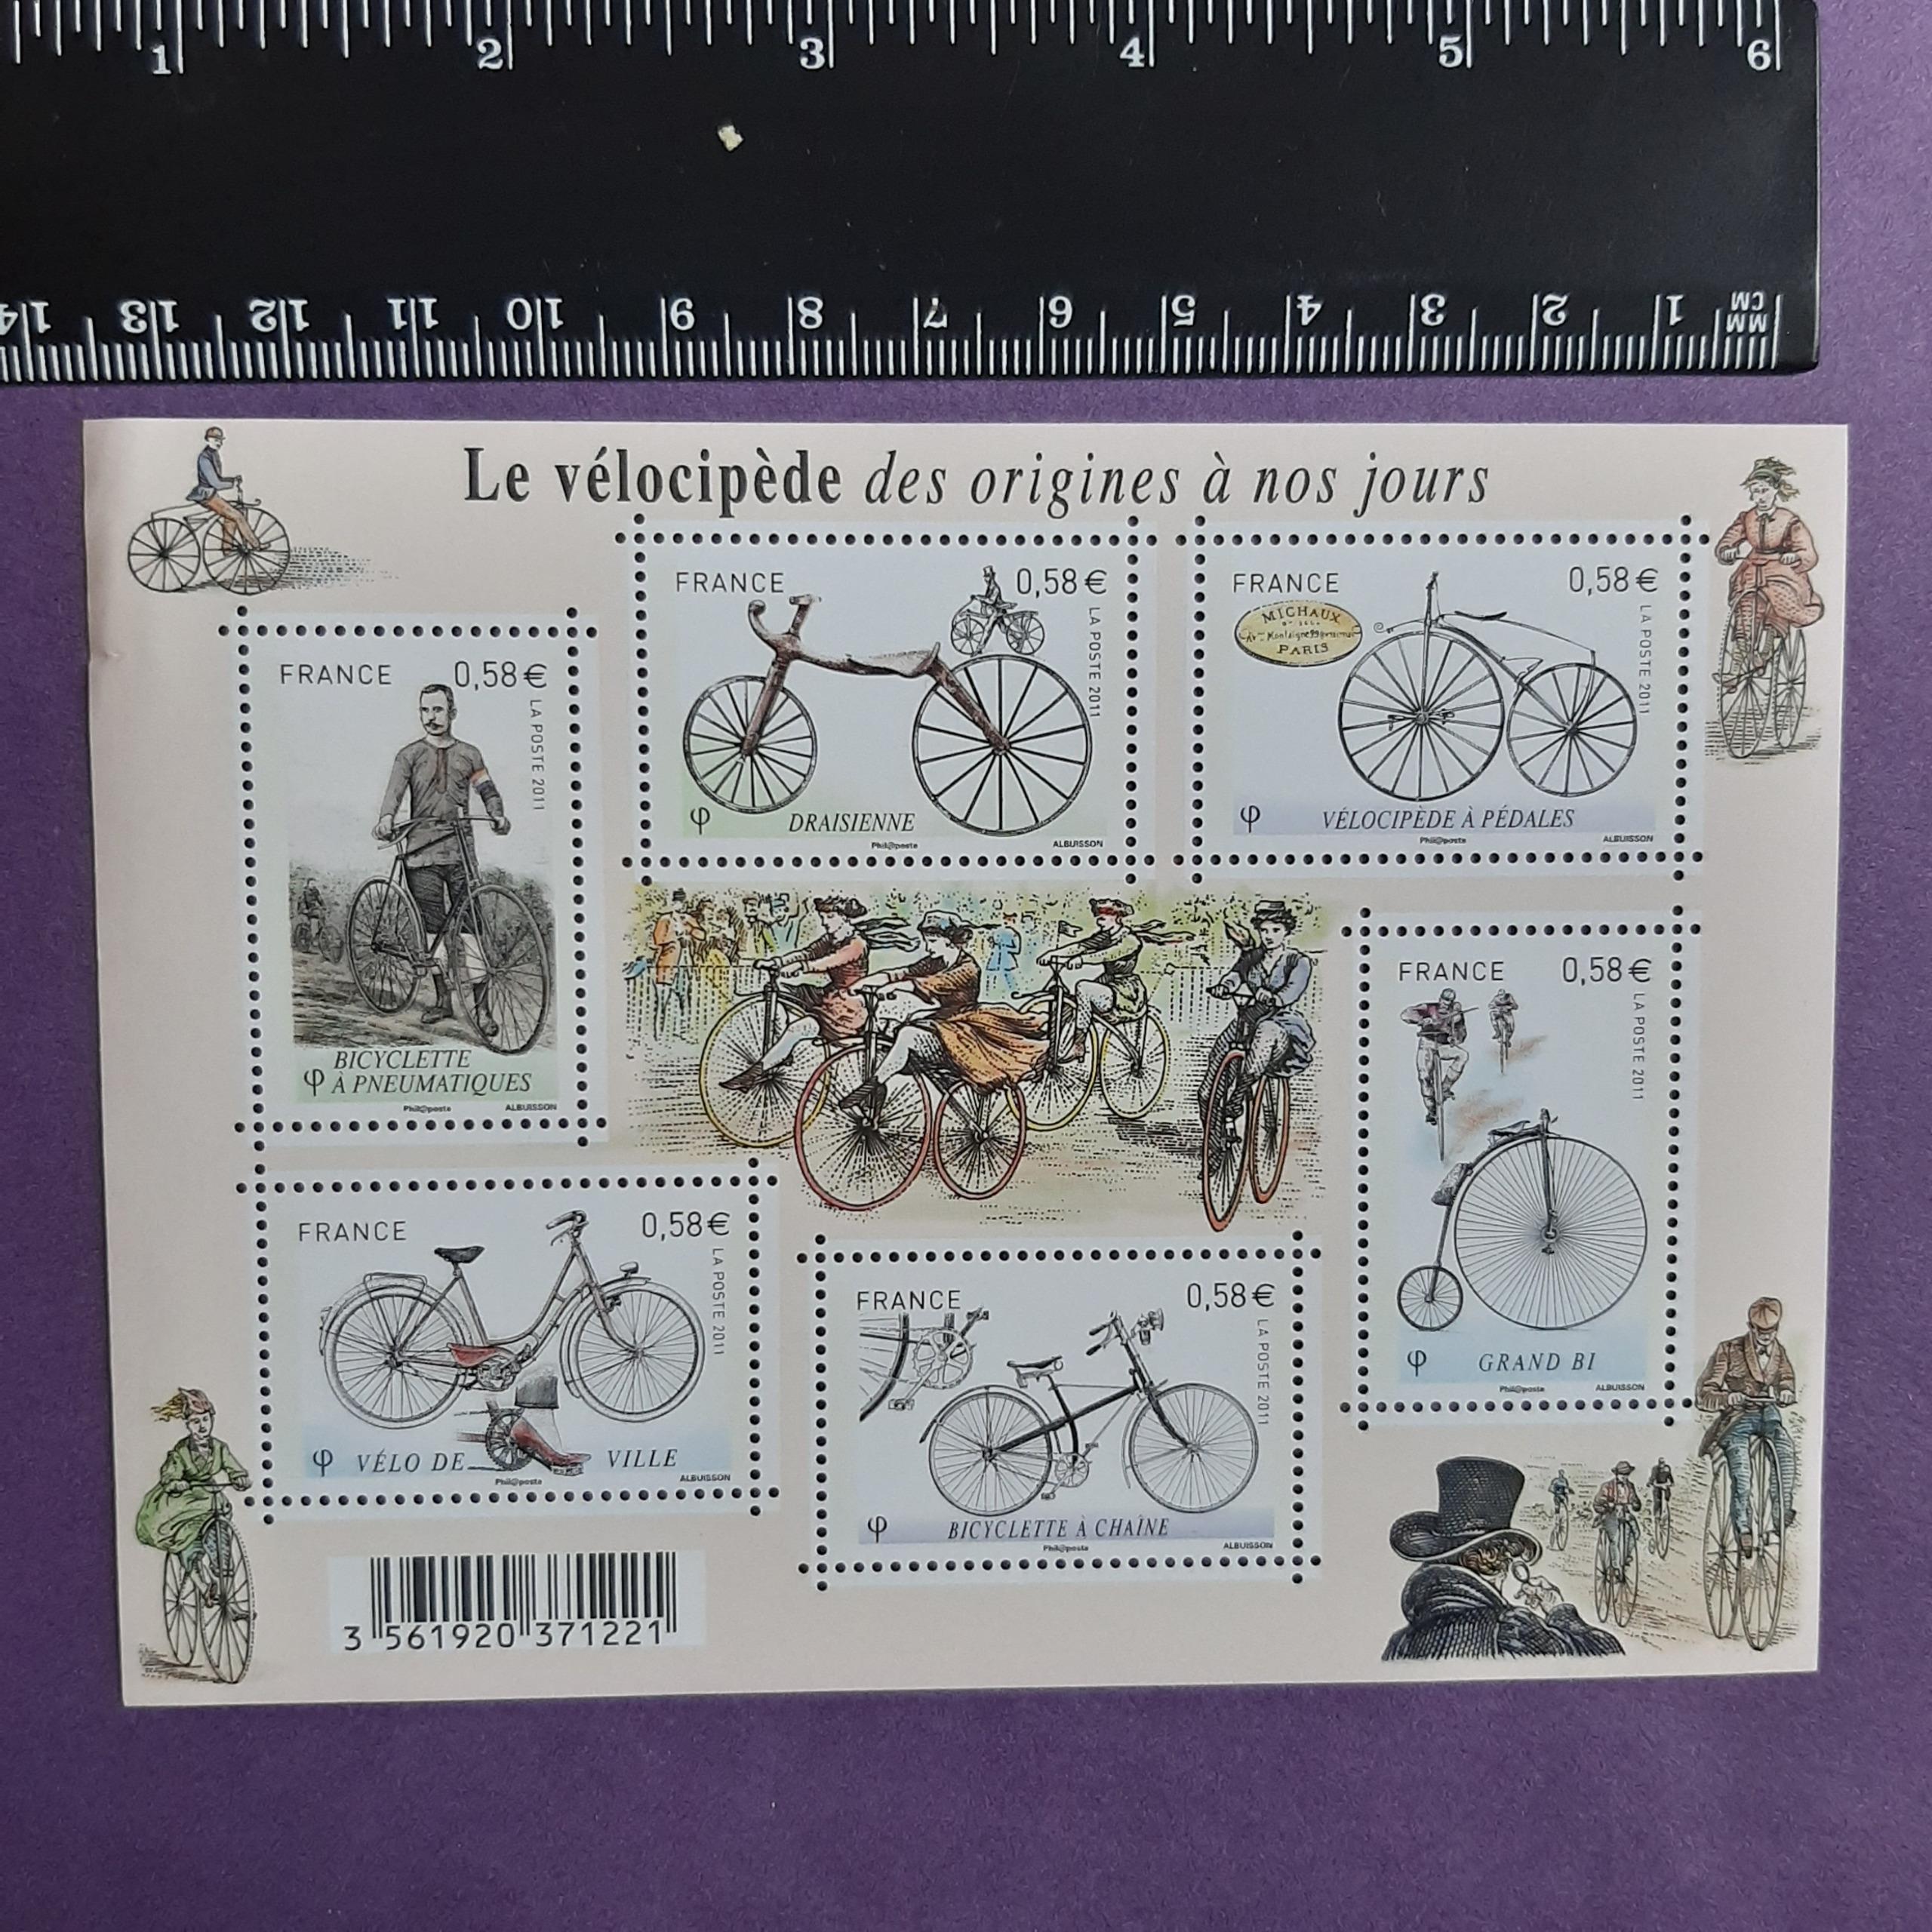 1 2 3 4 5 6
14 13 12 11 10 9 8 7 6 5 4 3 2 1 MM
CM
Le vélocipède des origines à nos jours
FRANCE 0,58 €
LA POSTE 2011
φ DRAISIENNE
Phil@poste ALBUISSON
FRANCE 0,58 €
MICHAUX
PARIS
LA POSTE 2011
φ VÉLOCIPÈDE À PÉDALES
Phil@poste ALBUISSON
FRANCE 0,58 €
LA POSTE 2011
BICYCLETTE
φ À PNEUMATIQUES
Phil@poste ALBUISSON
FRANCE 0,58 €
LA POSTE 2011
φ GRAND BI
Phil@poste ALBUISSON
FRANCE 0,58 €
LA POSTE 2011
φ VÉLO DE VILLE
Phil@poste ALBUISSON
FRANCE 0,58 €
LA POSTE 2011
φ BICYCLETTE À CHAÎNE
Phil@poste ALBUISSON
3 561920 371221